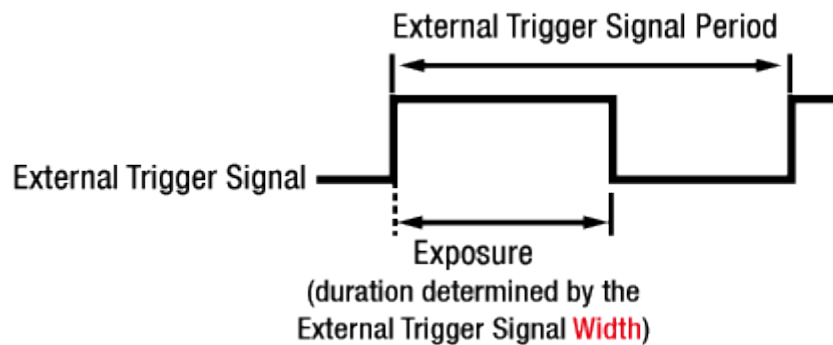 External Trigger Signal Period
External Trigger Signal
Exposure
(duration determined by the
External Trigger Signal Width)